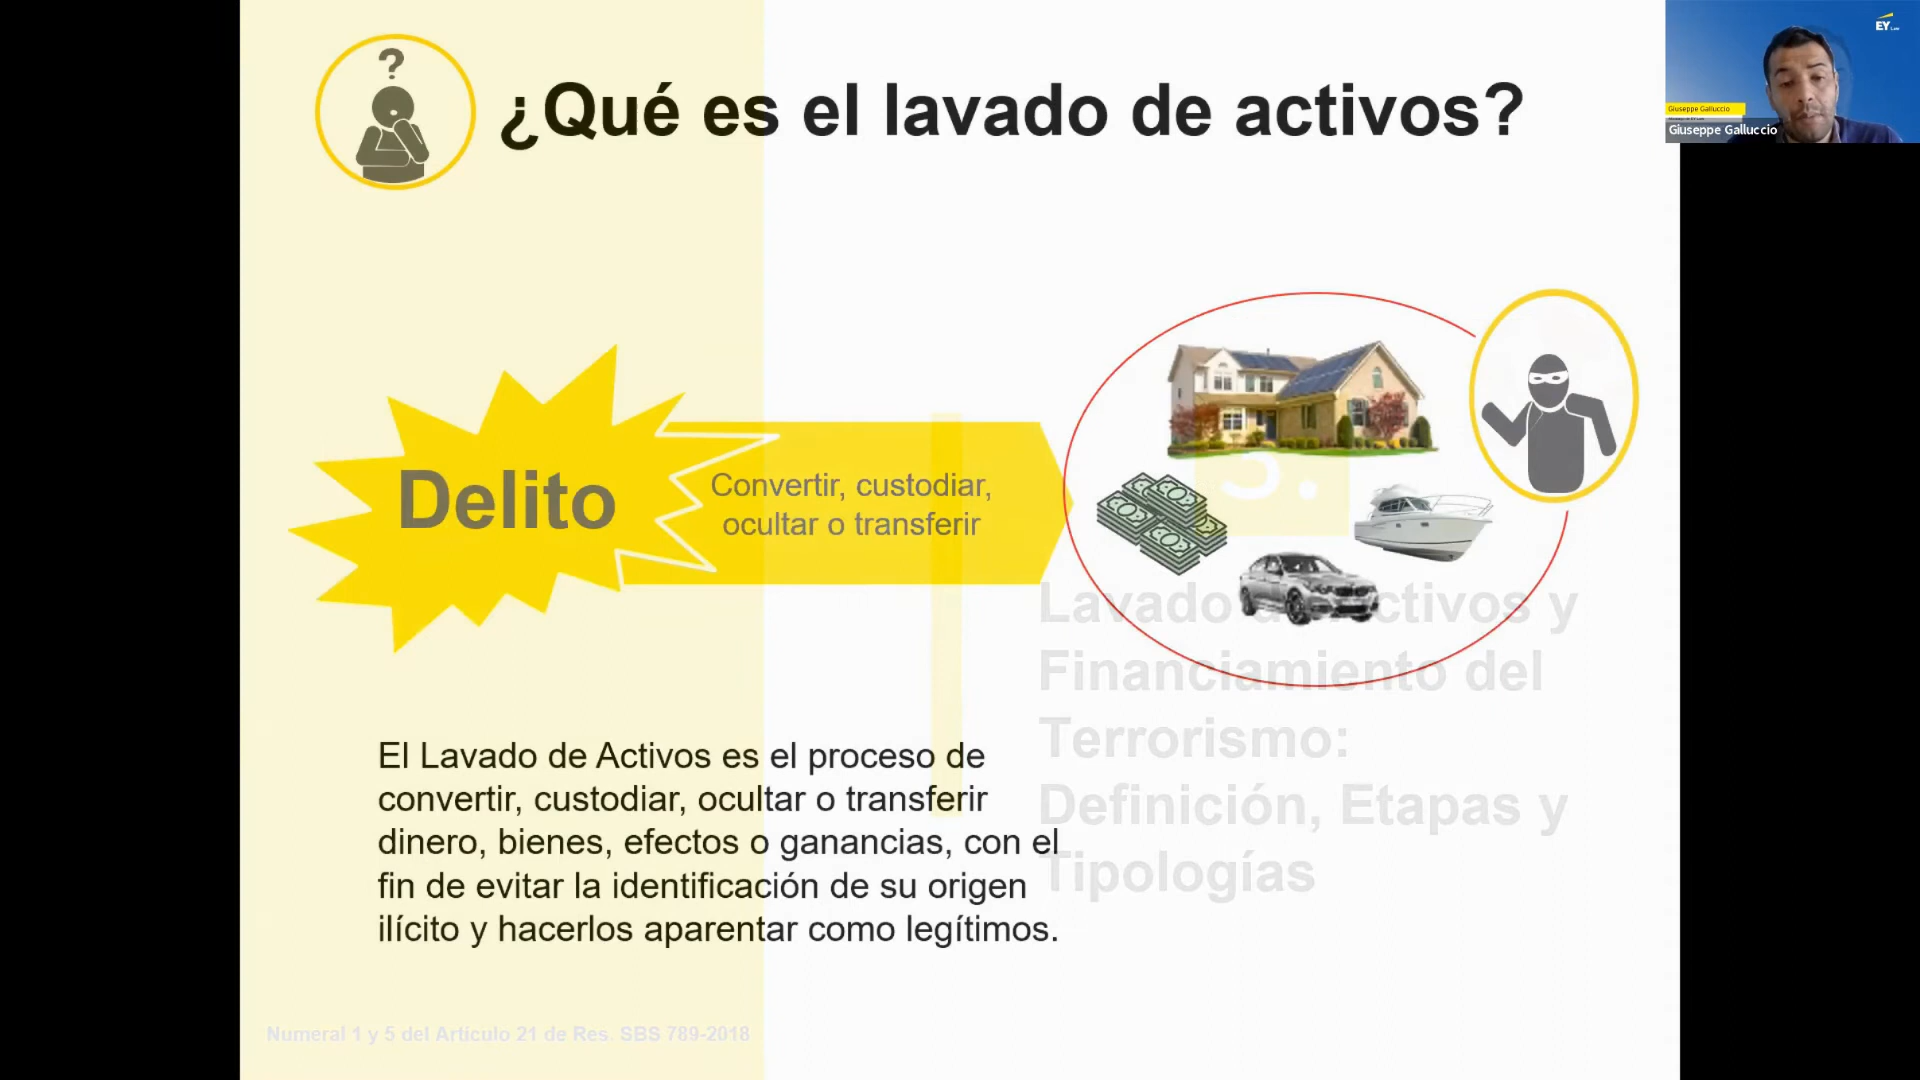 ¿Qué es el lavado de activos?
EY
Giuseppe Galluccio
Giuseppe Galluccio
Delito
Convertir, custodiar,
ocultar o transferir
3.
Lavado de Activos y
Financiamiento del
Terrorismo:
Definición, Etapas y
Tipologías
El Lavado de Activos es el proceso de
convertir, custodiar, ocultar o transferir
dinero, bienes, efectos o ganancias, con el
fin de evitar la identificación de su origen
ilícito y hacerlos aparentar como legítimos.
Numeral 1 y 5 del Artículo 21 de Res. SBS 789-2018